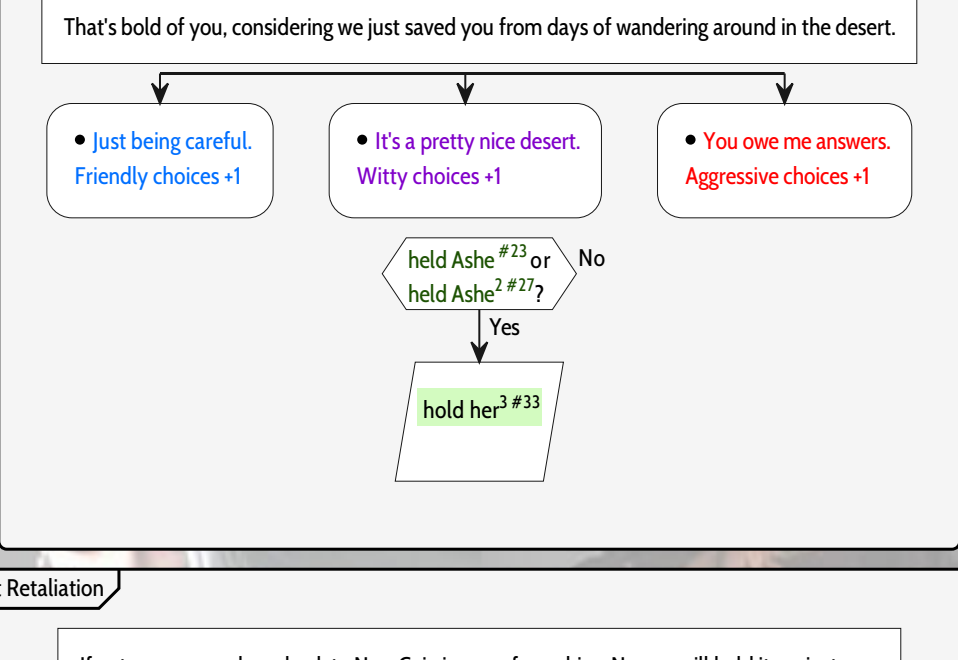 That's bold of you, considering we just saved you from days of wandering around in the desert.
• Just being careful.
Friendly choices +1
• It's a pretty nice desert.
Witty choices +1
• You owe me answers.
Aggressive choices +1
held Ashe #23 or
held Ashe2 #27?
No
Yes
hold her3 #33
Retaliation